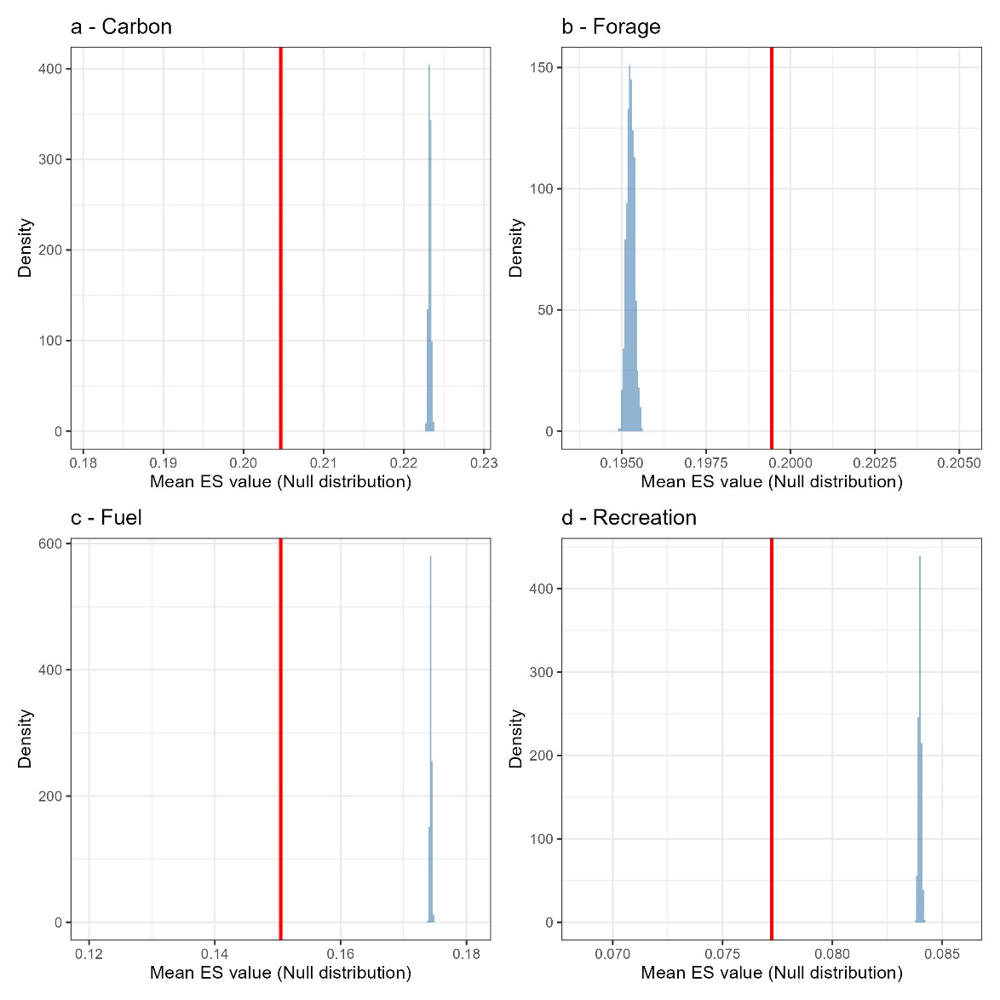 a - Carbon
400
300
200
100
0
Density
0.18 0.19 0.20 0.21 0.22 0.23
Mean ES value (Null distribution)
b - Forage
150
100
50
0
Density
0.1950 0.1975 0.2000 0.2025 0.2050
Mean ES value (Null distribution)
c - Fuel
600
400
200
0
Density
0.12 0.14 0.16 0.18
Mean ES value (Null distribution)
d - Recreation
400
300
200
100
0
Density
0.070 0.075 0.080 0.085
Mean ES value (Null distribution)